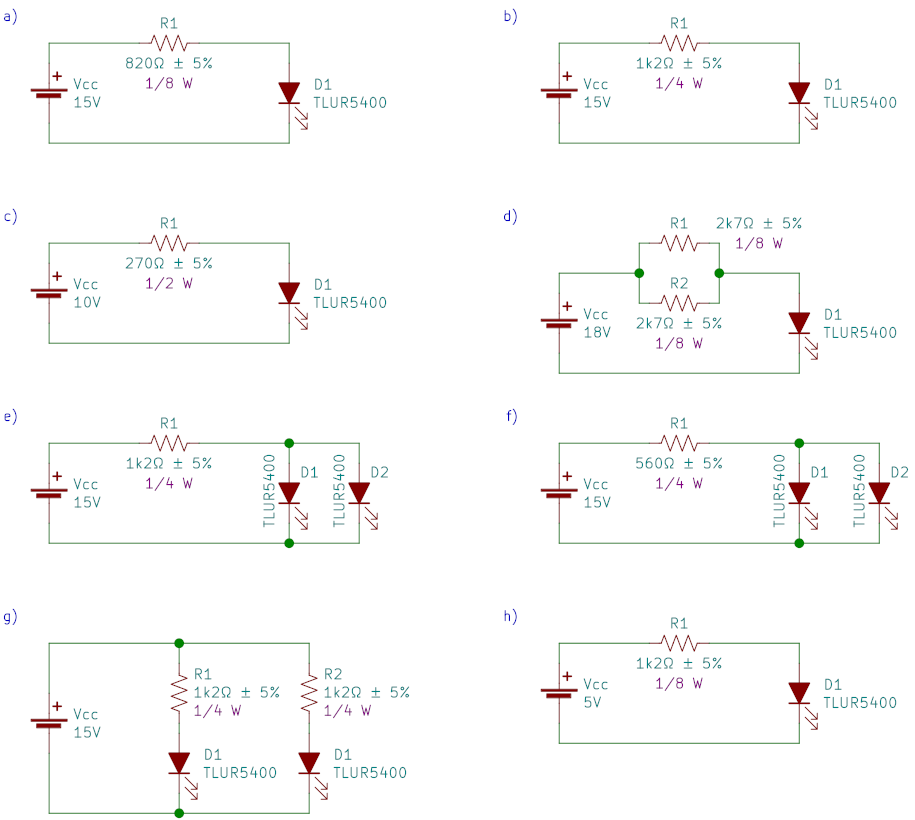 a)
R1
820Ω ± 5%
1/8 W
Vcc
15V
D1
TLUR5400
b)
R1
1k2Ω ± 5%
1/4 W
Vcc
15V
D1
TLUR5400
c)
R1
270Ω ± 5%
1/2 W
Vcc
10V
D1
TLUR5400
d)
R1
2k7Ω ± 5%
1/8 W
R2
2k7Ω ± 5%
1/8 W
Vcc
18V
D1
TLUR5400
e)
R1
1k2Ω ± 5%
1/4 W
Vcc
15V
TLUR5400
D1
TLUR5400
D2
f)
R1
560Ω ± 5%
1/4 W
Vcc
15V
TLUR5400
D1
TLUR5400
D2
g)
R1
1k2Ω ± 5%
1/4 W
R2
1k2Ω ± 5%
1/4 W
Vcc
15V
D1
TLUR5400
D1
TLUR5400
h)
R1
1k2Ω ± 5%
1/8 W
Vcc
5V
D1
TLUR5400